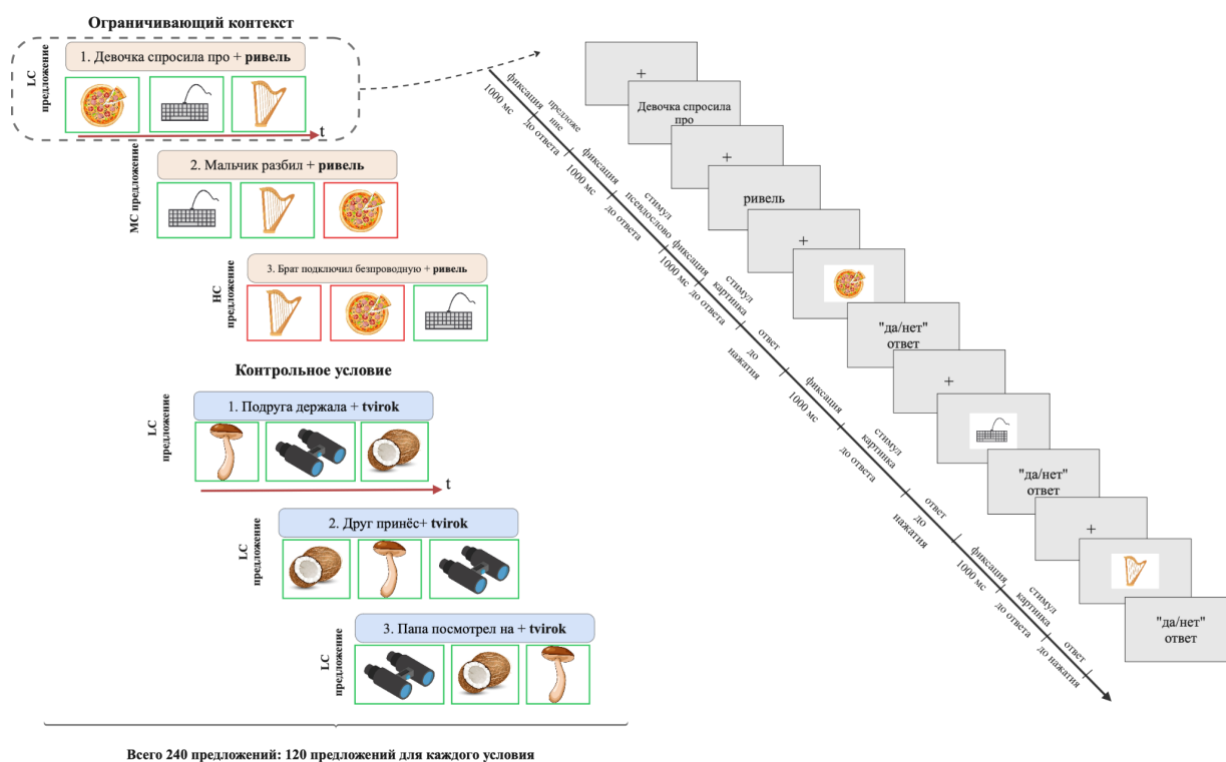 Ограничивающий контекст
LC
предложение
1. Девочка спросила про + ривель
t
MC предложение
2. Мальчик разбил + ривель
HC
предложение
3. Брат подключил безпроводную + ривель
Контрольное условие
LC
предложение
1. Подруга держала + tvirok
t
LC
предложение
2. Друг принёс+ tvirok
LC
предложение
3. Папа посмотрел на + tvirok
Всего 240 предложений: 120 предложений для каждого условия
+
Девочка спросила
про
+
ривель
+
"да/нет"
ответ
+
"да/нет"
ответ
+
"да/нет"
ответ
фиксация
1000 мс
предложе
ние
до ответа
фиксация
1000 мс
стимул
псевдослово
до ответа
фиксация
1000 мс
стимул
картинка
до ответа
ответ
до
нажатия
фиксация
1000 мс
стимул
картинка
до ответа
ответ
до
нажатия
фиксация
1000 мс
стимул
картинка
до ответа
ответ
до нажатия